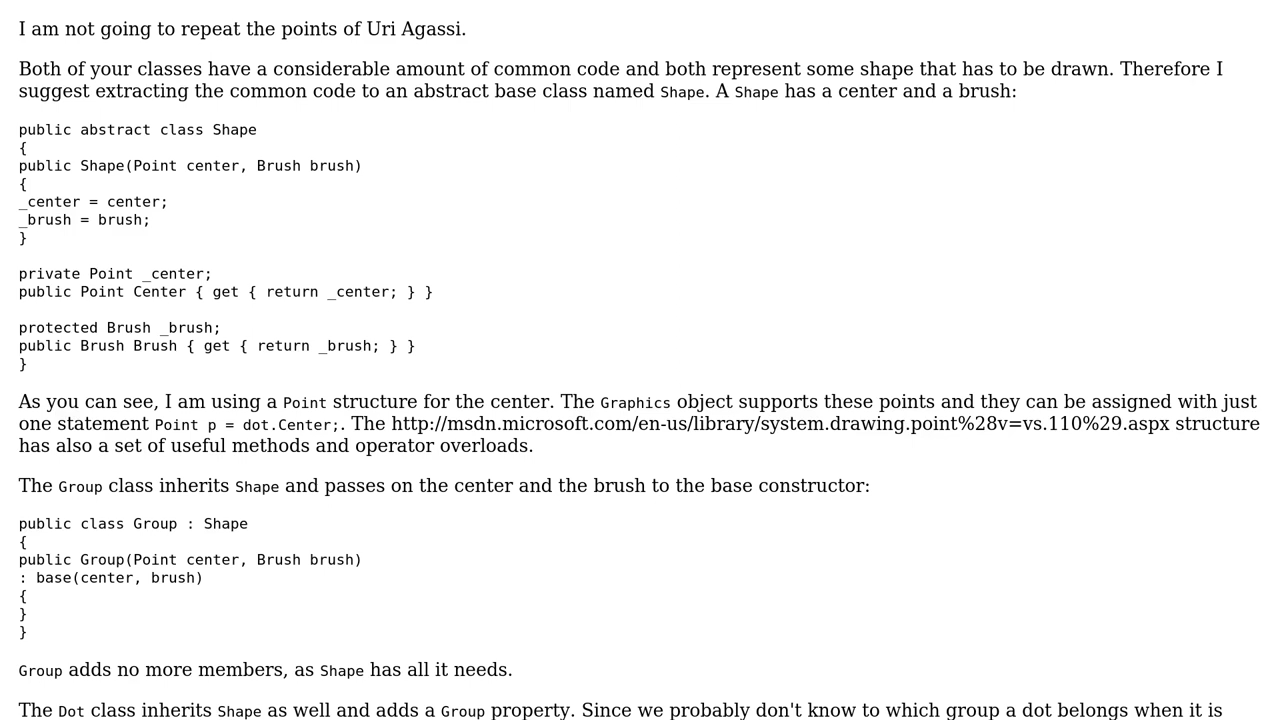 I am not going to repeat the points of Uri Agassi.
Both of your classes have a considerable amount of common code and both represent some shape that has to be drawn. Therefore I
suggest extracting the common code to an abstract base class named Shape. A Shape has a center and a brush:
public abstract class Shape
{
public Shape(Point center, Brush brush)
{
_center = center;
_brush = brush;
}
private Point _center;
public Point Center { get { return _center; } }
protected Brush _brush;
public Brush Brush { get { return _brush; } }
}
As you can see, I am using a Point structure for the center. The Graphics object supports these points and they can be assigned with just
one statement Point p = dot.Center;. The http://msdn.microsoft.com/en-us/library/system.drawing.point%28v=vs.110%29.aspx structure
has also a set of useful methods and operator overloads.
The Group class inherits Shape and passes on the center and the brush to the base constructor:
public class Group : Shape
{
public Group(Point center, Brush brush)
: base(center, brush)
{
}
}
Group adds no more members, as Shape has all it needs.
The Dot class inherits Shape as well and adds a Group property. Since we probably don't know to which group a dot belongs when it is